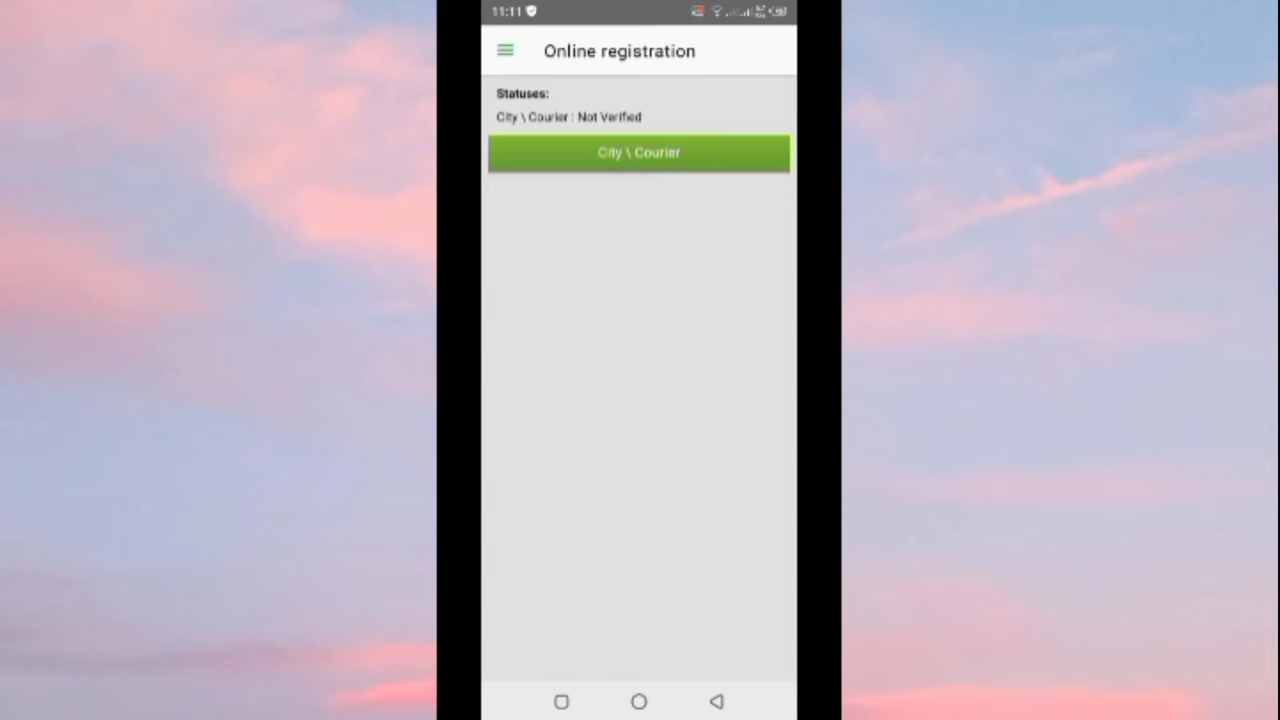 11:11
Online registration
Statuses:
City \ Courier : Not Verified
City \ Courier